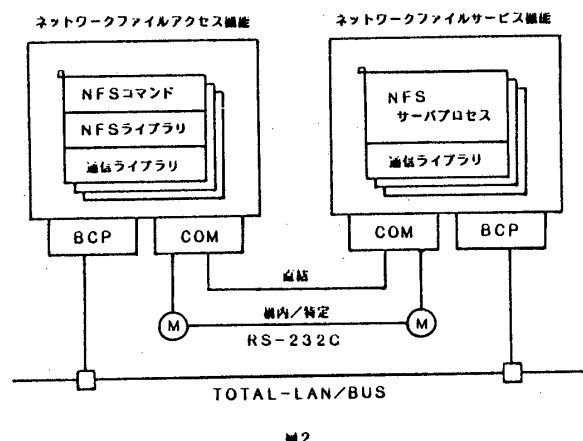 ネットワークファイルアクセス機能
ネットワークファイルサービス機能
NFSコマンド
NFSライブラリ
通信ライブラリ
NFS
サーバプロセス
通信ライブラリ
BCP
COM
COM
BCP
直結
構内/特定
M
M
RS-232C
TOTAL-LAN/BUS
図2